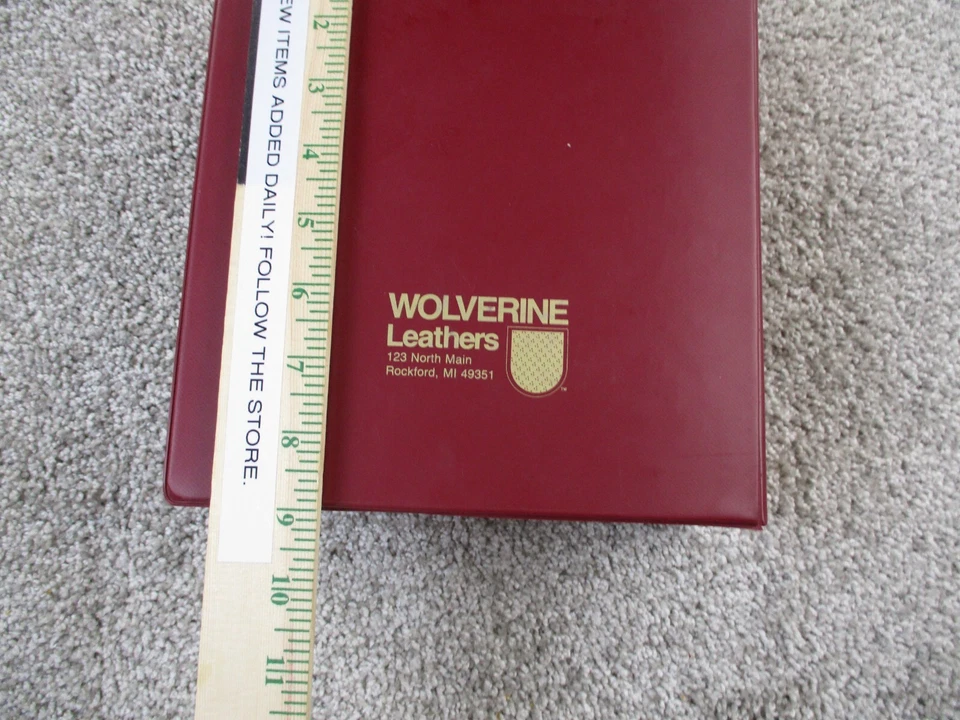 EW ITEMS ADDED DAILY! FOLLOW THE STORE.
2
3
4
5
6
7
8
9
10
11
WOLVERINE
Leathers
123 North Main
Rockford, MI 49351
™